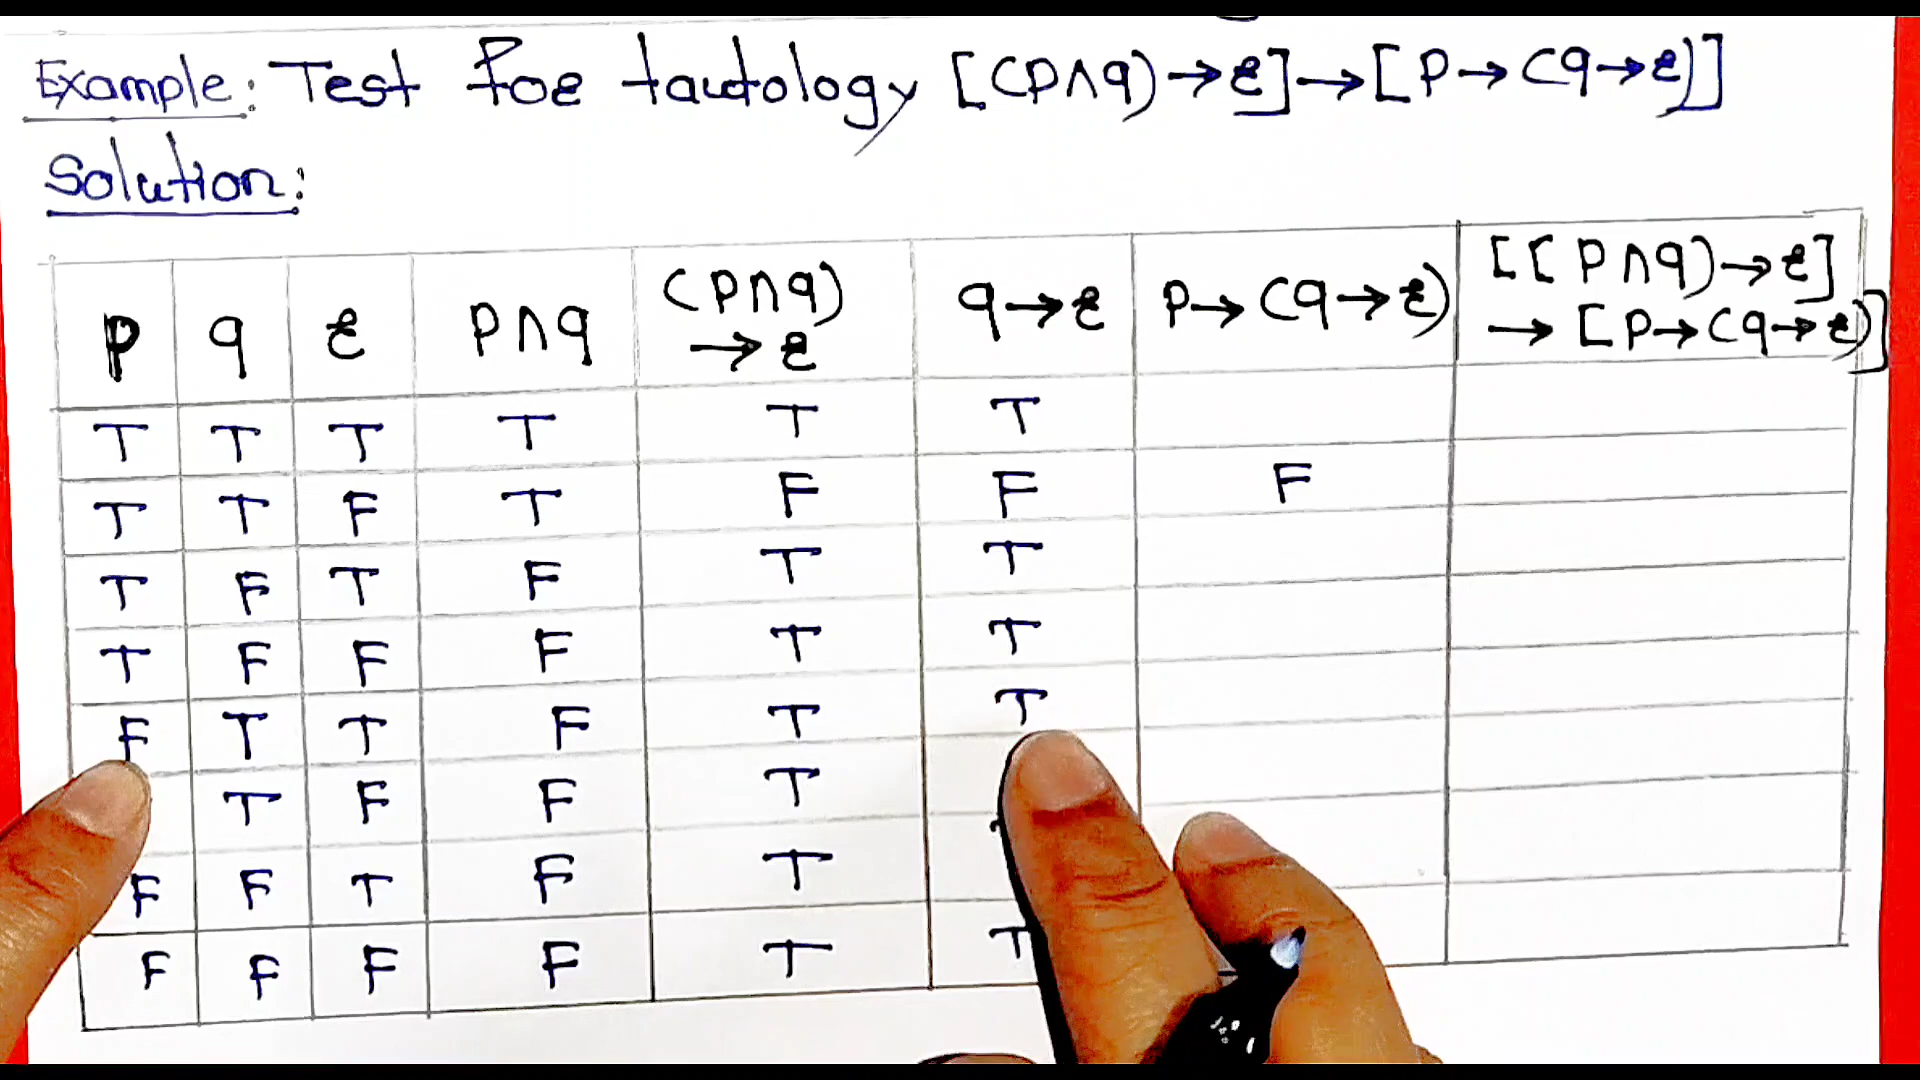 Example: Test for tautology [(p∧q)→r]→[p→(q→r)]
Solution:
p q r p∧q (p∧q)→r q→r p→(q→r) [[p∧q)→r]→[p→(q→r)]
T T T T T T
T T F T F F F
T F T F T T
T F F F T T
F T T F T T
T F F T
F F T F T
F F F F T T